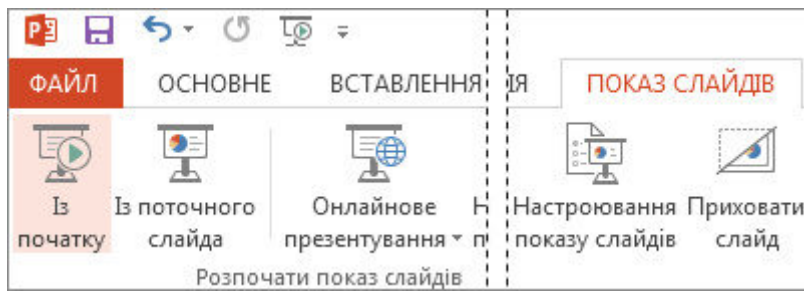 ФАЙЛ ОСНОВНЕ ВСТАВЛЕННЯ ІЯ ПОКАЗ СЛАЙДІВ
Із початку
Із поточного слайда
Онлайнове презентування
Н
п
Настроювання показу слайдів
Приховати слайд
Розпочати показ слайдів